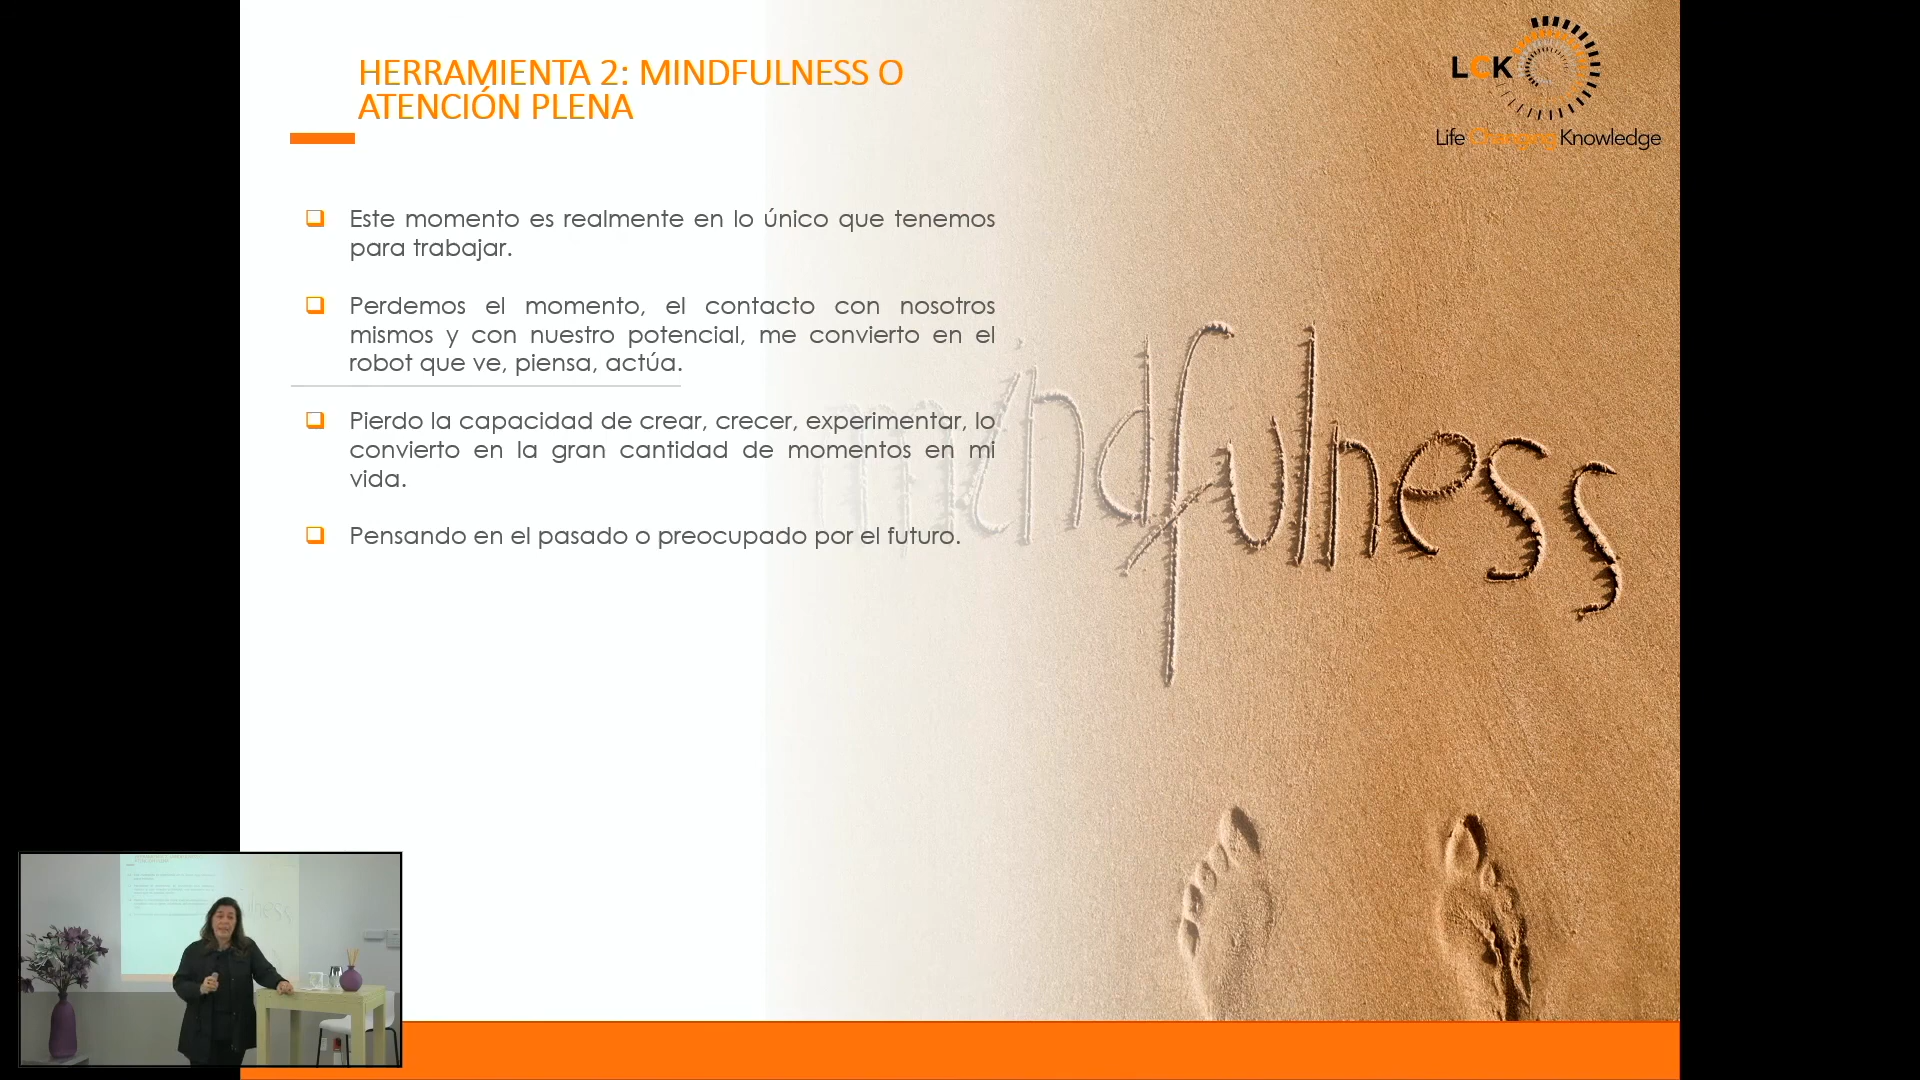 HERRAMIENTA 2: MINDFULNESS O
ATENCIÓN PLENA
LCK
Life Changing Knowledge
Este momento es realmente en lo único que tenemos
para trabajar.
Perdemos el momento, el contacto con nosotros
mismos y con nuestro potencial, me convierto en el
robot que ve, piensa, actúa.
Pierdo la capacidad de crear, crecer, experimentar, lo
convierto en la gran cantidad de momentos en mi
vida.
Pensando en el pasado o preocupado por el futuro.
mindfulness